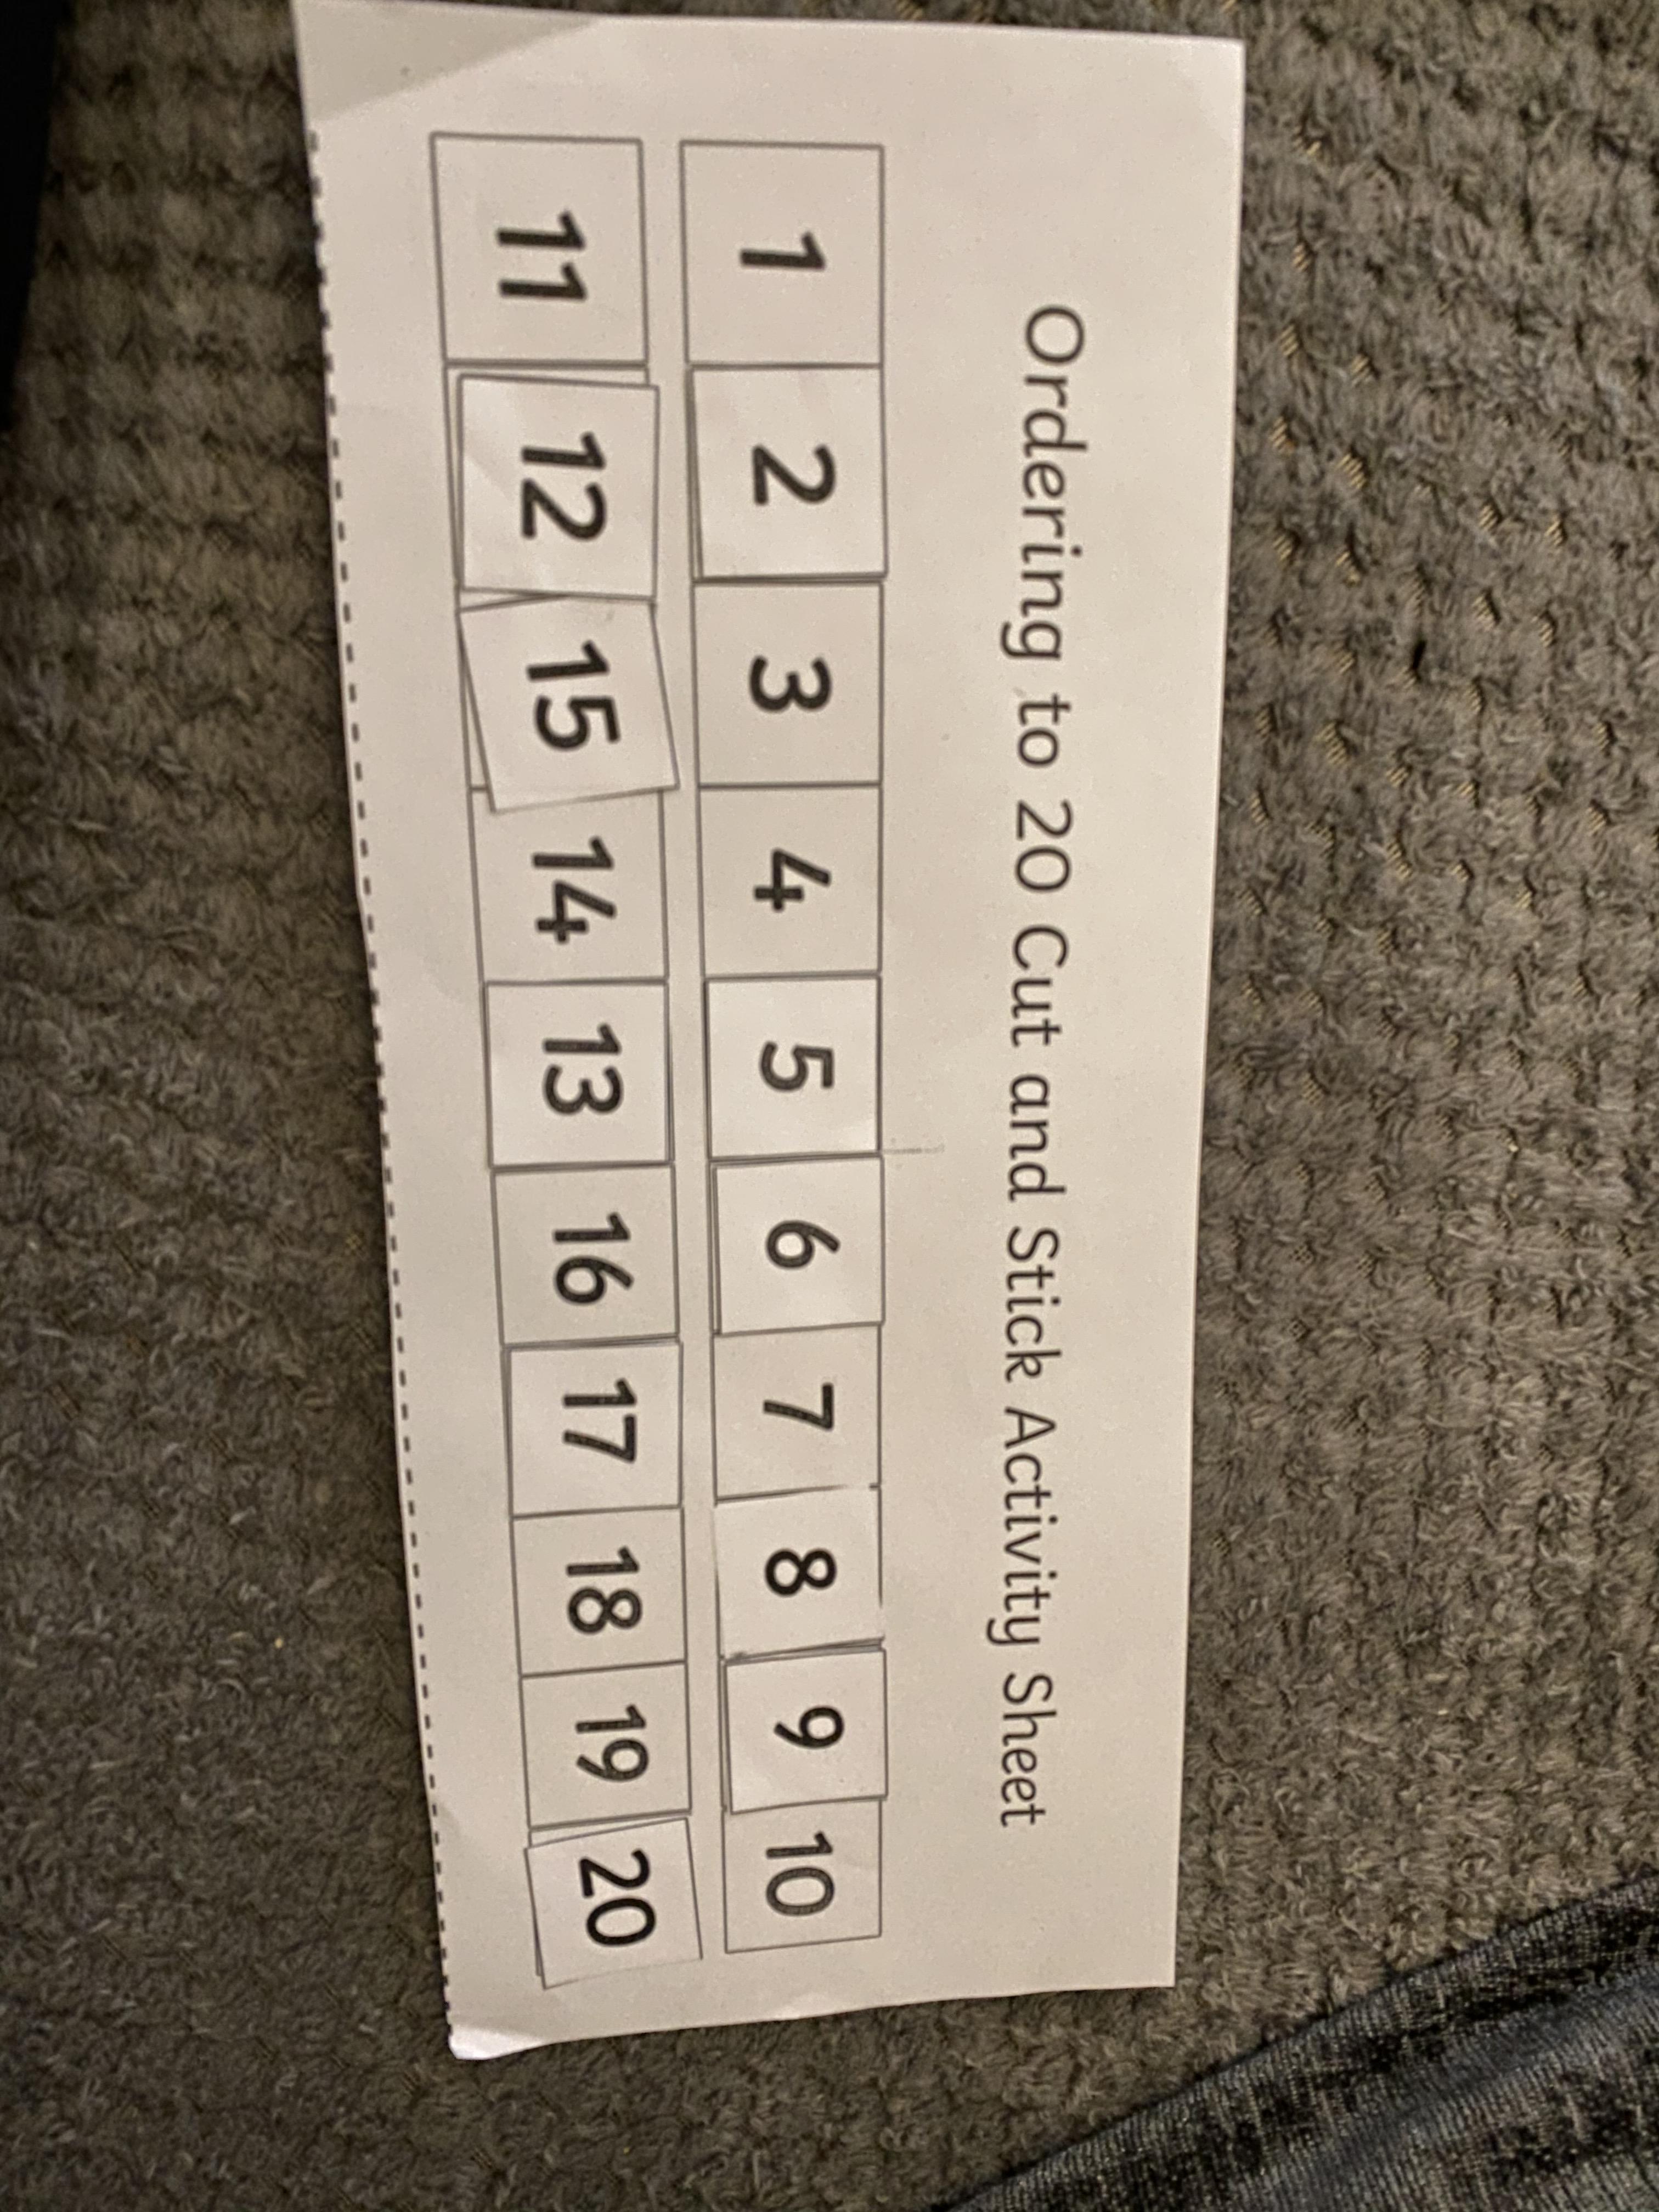 Ordering to 20 Cut and Stick Activity Sheet
1 2 3 4 5 6 7 8 9 10
11 12 15 14 13 16 17 18 19 20